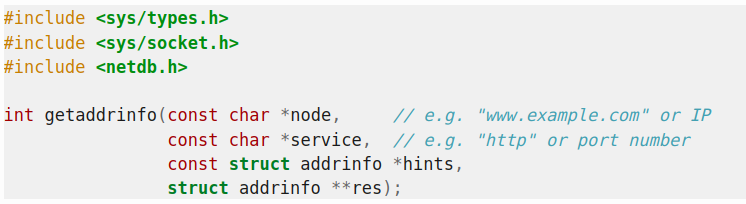 #include <sys/types.h>
#include <sys/socket.h>
#include <netdb.h>

int getaddrinfo(const char *node,     // e.g. "www.example.com" or IP
                const char *service,  // e.g. "http" or port number
                const struct addrinfo *hints,
                struct addrinfo **res);